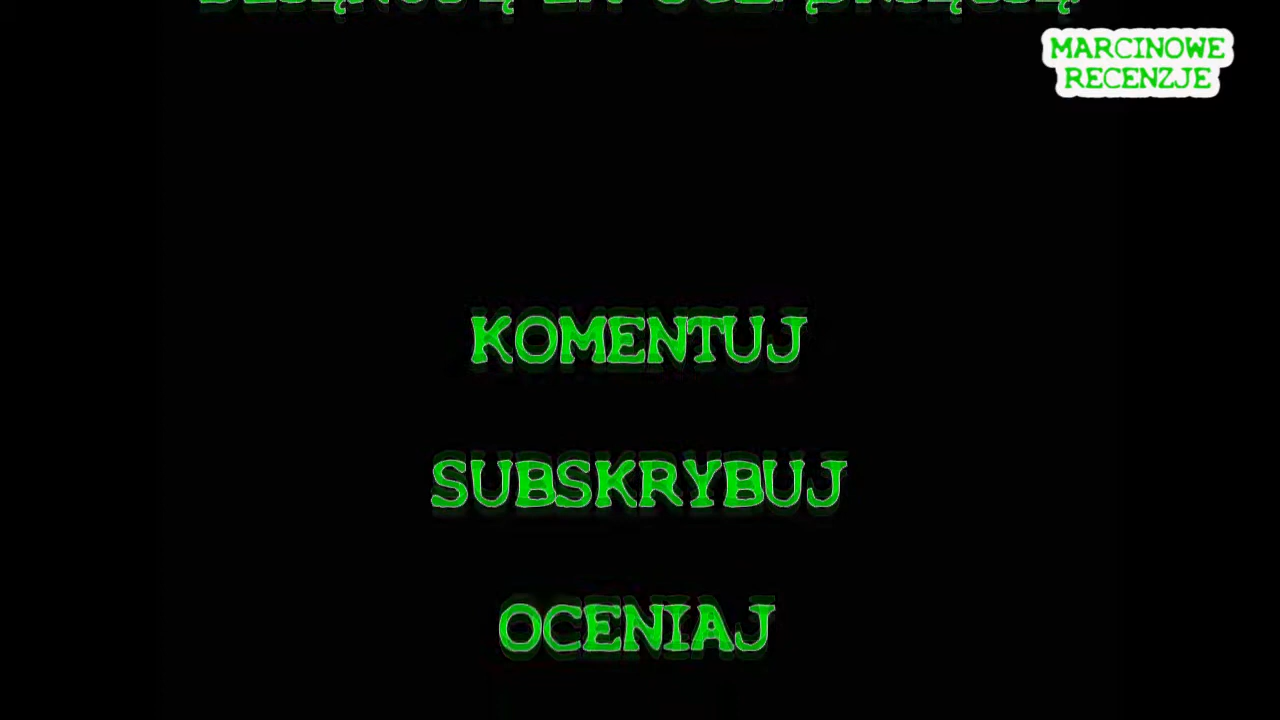 MARCINOWE
RECENZJE
KOMENTUJ
SUBSKRYBUJ
OCENIAJ